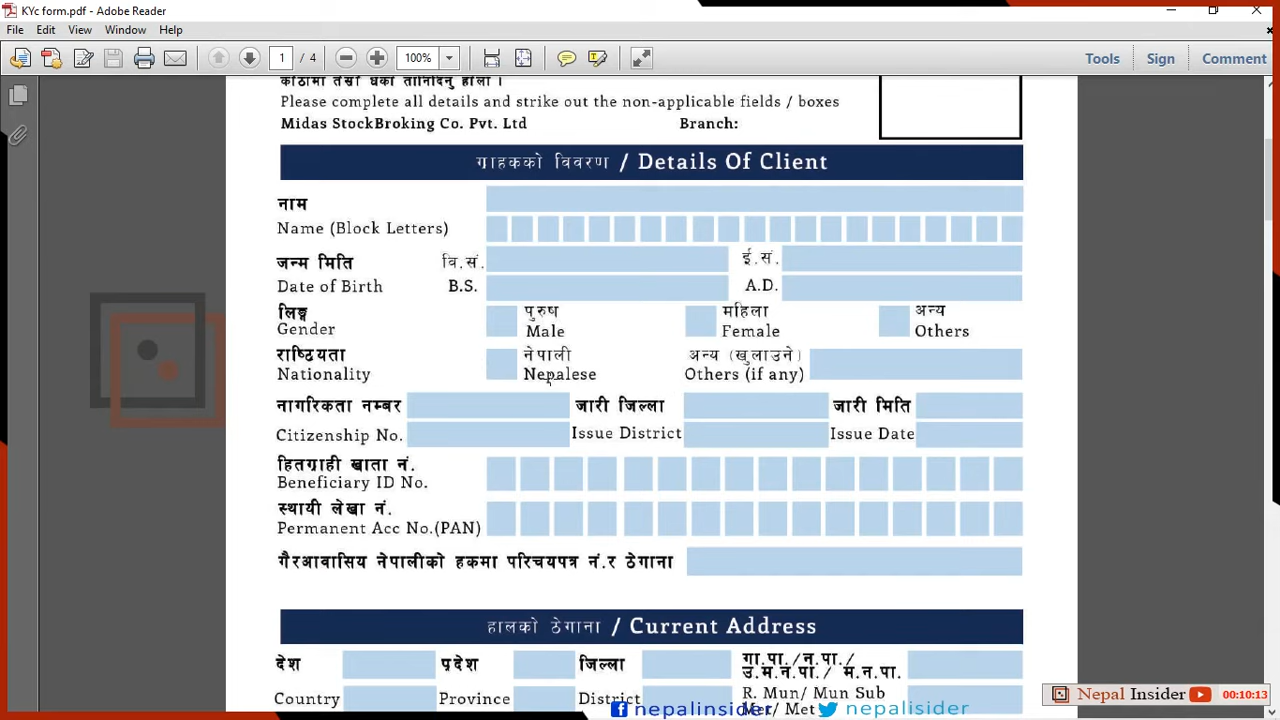 KYc form.pdf - Adobe Reader
File Edit View Window Help
1 / 4 100% Tools Sign Comment
Please complete all details and strike out the non-applicable fields / boxes
Midas StockBroking Co. Pvt. Ltd Branch:
ग्राहकको विवरण / Details Of Client
नाम
Name (Block Letters)
जन्म मिति वि.सं. ई.सं.
Date of Birth B.S. A.D.
लिङ्ग पुरुष महिला अन्य
Gender Male Female Others
राष्ट्रियता नेपाली अन्य (खुलाउने)
Nationality Nepalese Others (if any)
नागरिकता नम्बर जारी जिल्ला जारी मिति
Citizenship No. Issue District Issue Date
हितग्राही खाता नं.
Beneficiary ID No.
स्थायी लेखा नं.
Permanent Acc No.(PAN)
गैरआवासिय नेपालीको हकमा परिचयपत्र नं.र ठेगाना
हालको ठेगाना / Current Address
देश प्रदेश जिल्ला गा.पा./न.पा./
उ.म.न.पा./ म.न.पा.
Country Province District R. Mun/ Mun Sub
Met/ Met
nepalinsider nepalisider
Nepal Insider 00:10:13